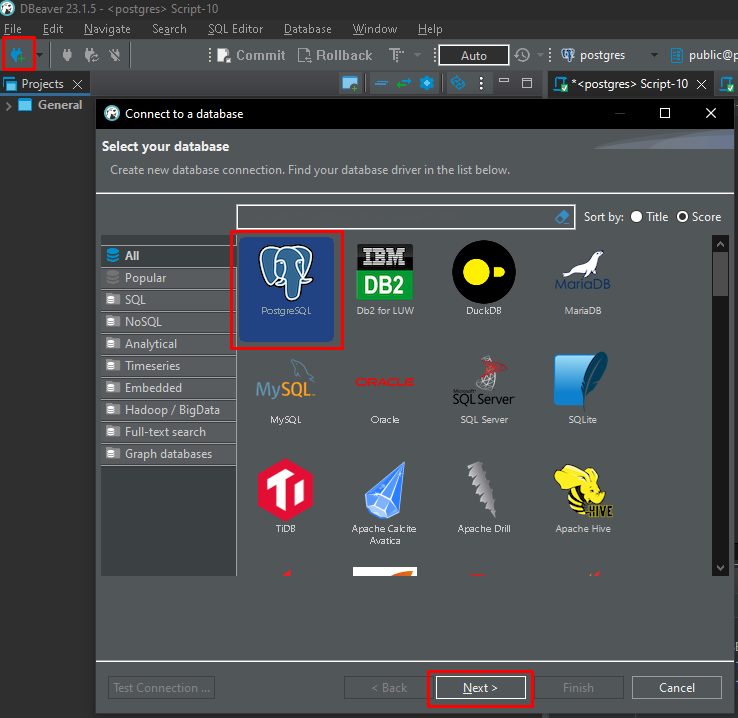 DBeaver 23.1.5 - <postgres> Script-10
File Edit Navigate Search SQL Editor Database Window Help
Commit Rollback T Auto postgres public@p
Projects *<postgres> Script-10
General
Connect to a database
Select your database
Create new database connection. Find your database driver in the list below.
Sort by: Title Score
All
Popular
SQL
NoSQL
Analytical
Timeseries
Embedded
Hadoop / BigData
Full-text search
Graph databases
PostgreSQL
IBM
DB2
Db2 for LUW
DuckDB
MariaDB
MariaDB
MySQL
MySQL
ORACLE
Oracle
Microsoft
SQL Server
SQL Server
SQLite
TiDB
Apache Calcite
Avatica
Apache Drill
HIVE
Apache Hive
Test Connection ... < Back Next > Finish Cancel